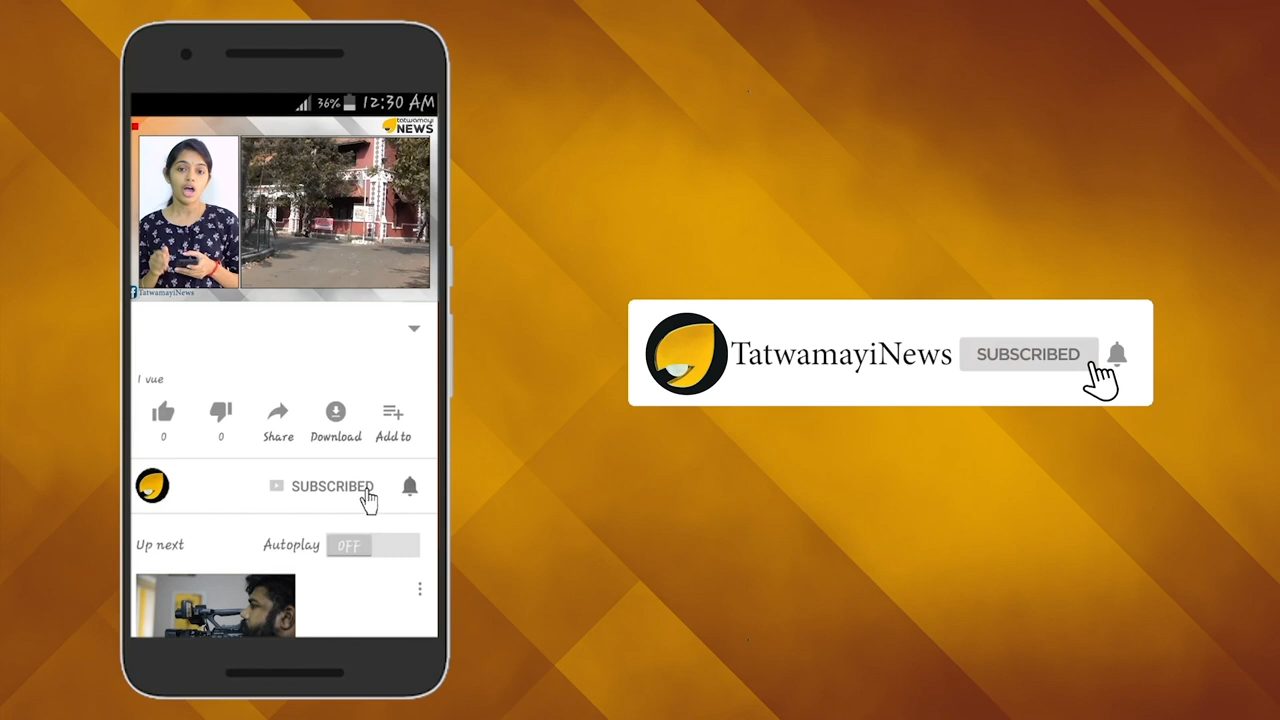 36% 12:30 AM
tatwamayi
NEWS
TatwamayiNews
1 vue
0 0 Share Download Add to
SUBSCRIBED
Up next Autoplay OFF
TatwamayiNews SUBSCRIBED